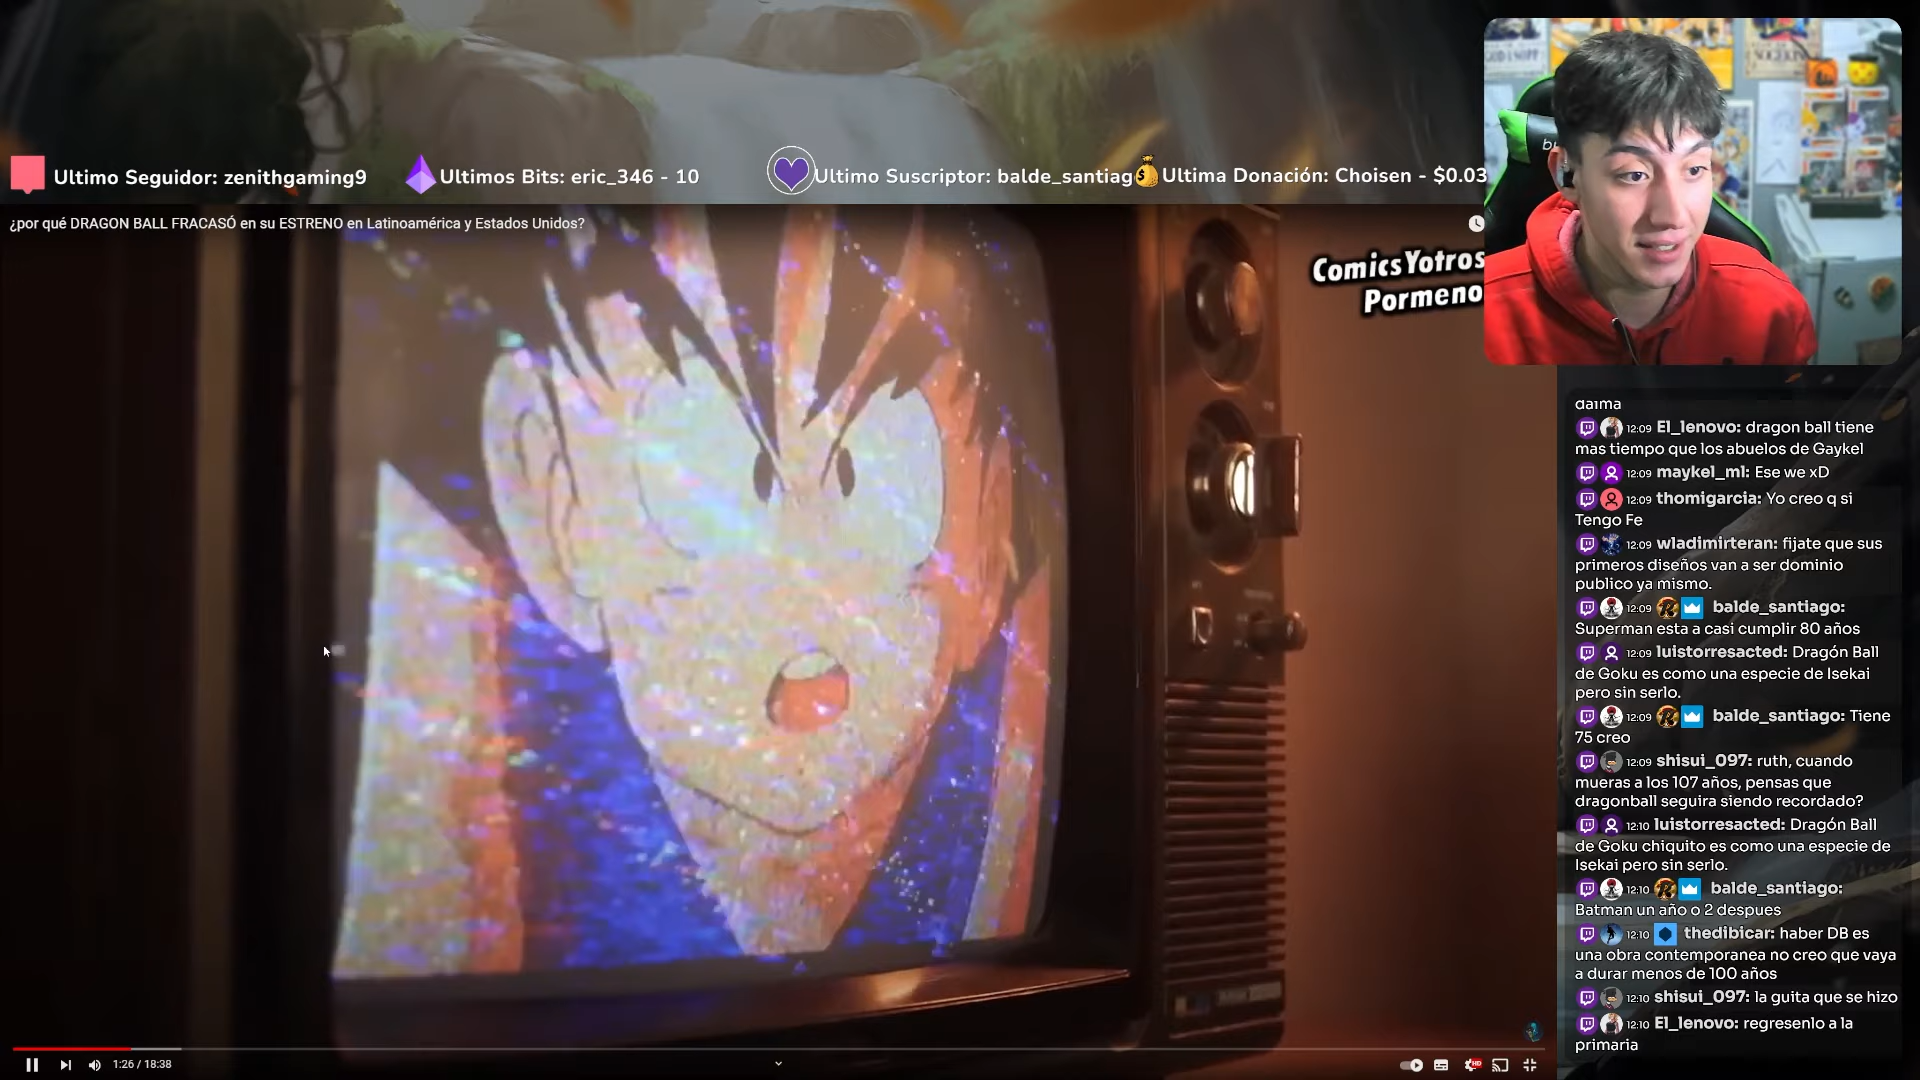 Ultimo Seguidor: zenithgaming9
Ultimos Bits: eric_346 - 10
Ultimo Suscriptor: balde_santiag
Ultima Donación: Choisen - $0.03
¿por qué DRAGON BALL FRACASÓ en su ESTRENO en Latinoamérica y Estados Unidos?
ComicsYotros
Pormeno
daima
12:09 El_lenovo: dragon ball tiene
mas tiempo que los abuelos de Gaykel
12:09 maykel_ml: Ese we xD
12:09 thomigarcia: Yo creo q si
Tengo Fe
12:09 wladimirteran: fijate que sus
primeros diseños van a ser dominio
publico ya mismo.
12:09 balde_santiago:
Superman esta a casi cumplir 80 años
12:09 luistorresacted: Dragón Ball
de Goku es como una especie de Isekai
pero sin serlo.
12:09 balde_santiago: Tiene
75 creo
12:09 shisui_097: ruth, cuando
mueras a los 107 años, pensas que
dragonball seguira siendo recordado?
12:10 luistorresacted: Dragón Ball
de Goku chiquito es como una especie de
Isekai pero sin serlo.
12:10 balde_santiago:
Batman un año o 2 despues
12:10 thedibicar: haber DB es
una obra contemporanea no creo que vaya
a durar menos de 100 años
12:10 shisui_097: la guita que se hizo
12:10 El_lenovo: regresenlo a la
primaria
1:26 / 18:38
HD